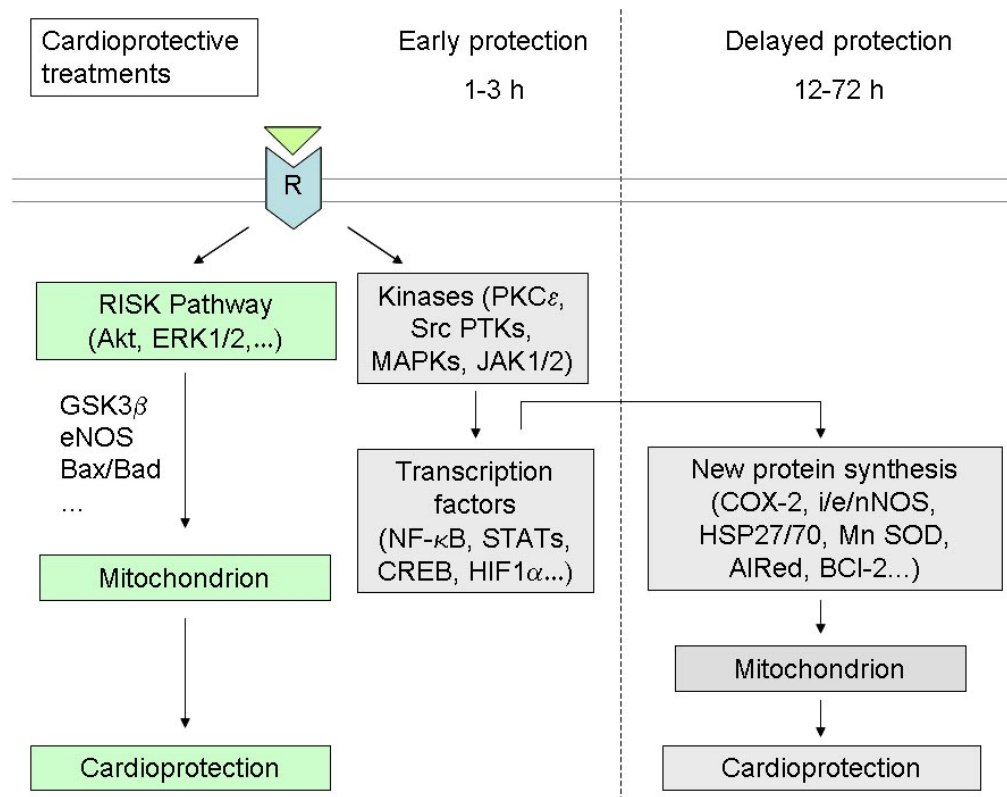 Cardioprotective
treatments
Early protection
1-3 h
Delayed protection
12-72 h
R
RISK Pathway
(Akt, ERK1/2,...)
Kinases (PKCε,
Src PTKs,
MAPKs, JAK1/2)
GSK3β
eNOS
Bax/Bad
...
Transcription
factors
(NF-κB, STATs,
CREB, HIF1α...)
New protein synthesis
(COX-2, i/e/nNOS,
HSP27/70, Mn SOD,
AlRed, BCl-2...)
Mitochondrion
Mitochondrion
Cardioprotection
Cardioprotection